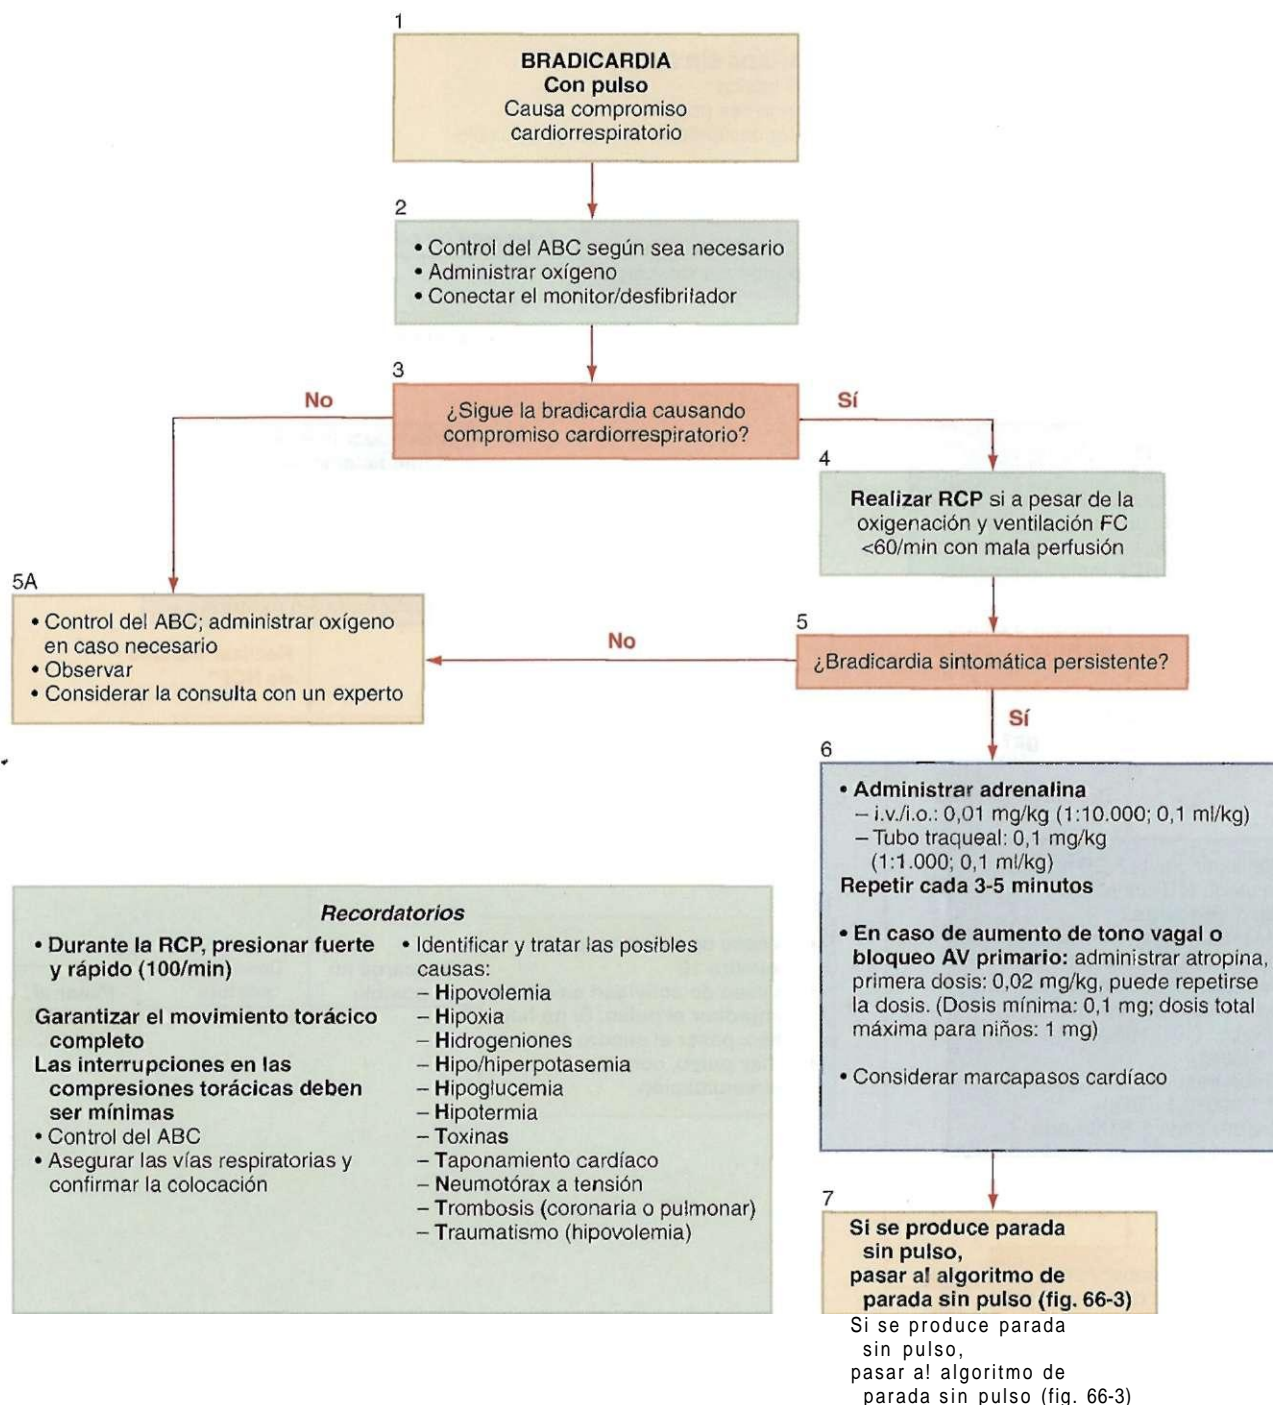 1
BRADICARDIA
Con pulso
Causa compromiso
cardiorrespiratorio
2
• Control del ABC según sea necesario
• Administrar oxígeno
• Conectar el monitor/desfibrilador
3
¿Sigue la bradicardia causando
compromiso cardiorrespiratorio?
No
Sí
4
Realizar RCP si a pesar de la
oxigenación y ventilación FC
<60/min con mala perfusión
5A
• Control del ABC; administrar oxígeno
en caso necesario
• Observar
• Considerar la consulta con un experto
No
5
¿Bradicardia sintomática persistente?
Sí
6
• Administrar adrenalina
– i.v./i.o.: 0,01 mg/kg (1:10.000; 0,1 ml/kg)
– Tubo traqueal: 0,1 mg/kg
(1:1.000; 0,1 ml/kg)
Repetir cada 3-5 minutos
• En caso de aumento de tono vagal o
bloqueo AV primario: administrar atropina,
primera dosis: 0,02 mg/kg, puede repetirse
la dosis. (Dosis mínima: 0,1 mg; dosis total
máxima para niños: 1 mg)
• Considerar marcapasos cardíaco
Recordatorios
• Durante la RCP, presionar fuerte
y rápido (100/min)
Garantizar el movimiento torácico
completo
Las interrupciones en las
compresiones torácicas deben
ser mínimas
• Control del ABC
• Asegurar las vías respiratorias y
confirmar la colocación
• Identificar y tratar las posibles
causas:
– Hipovolemia
– Hipoxia
– Hidrogeniones
– Hipo/hiperpotasemia
– Hipoglucemia
– Hipotermia
– Toxinas
– Taponamiento cardíaco
– Neumotórax a tensión
– Trombosis (coronaria o pulmonar)
– Traumatismo (hipovolemia)
7
Si se produce parada
sin pulso,
pasar al algoritmo de
parada sin pulso (fig. 66-3)
Si se produce parada
sin pulso,
pasar a! algoritmo de
parada sin pulso (fig. 66-3)